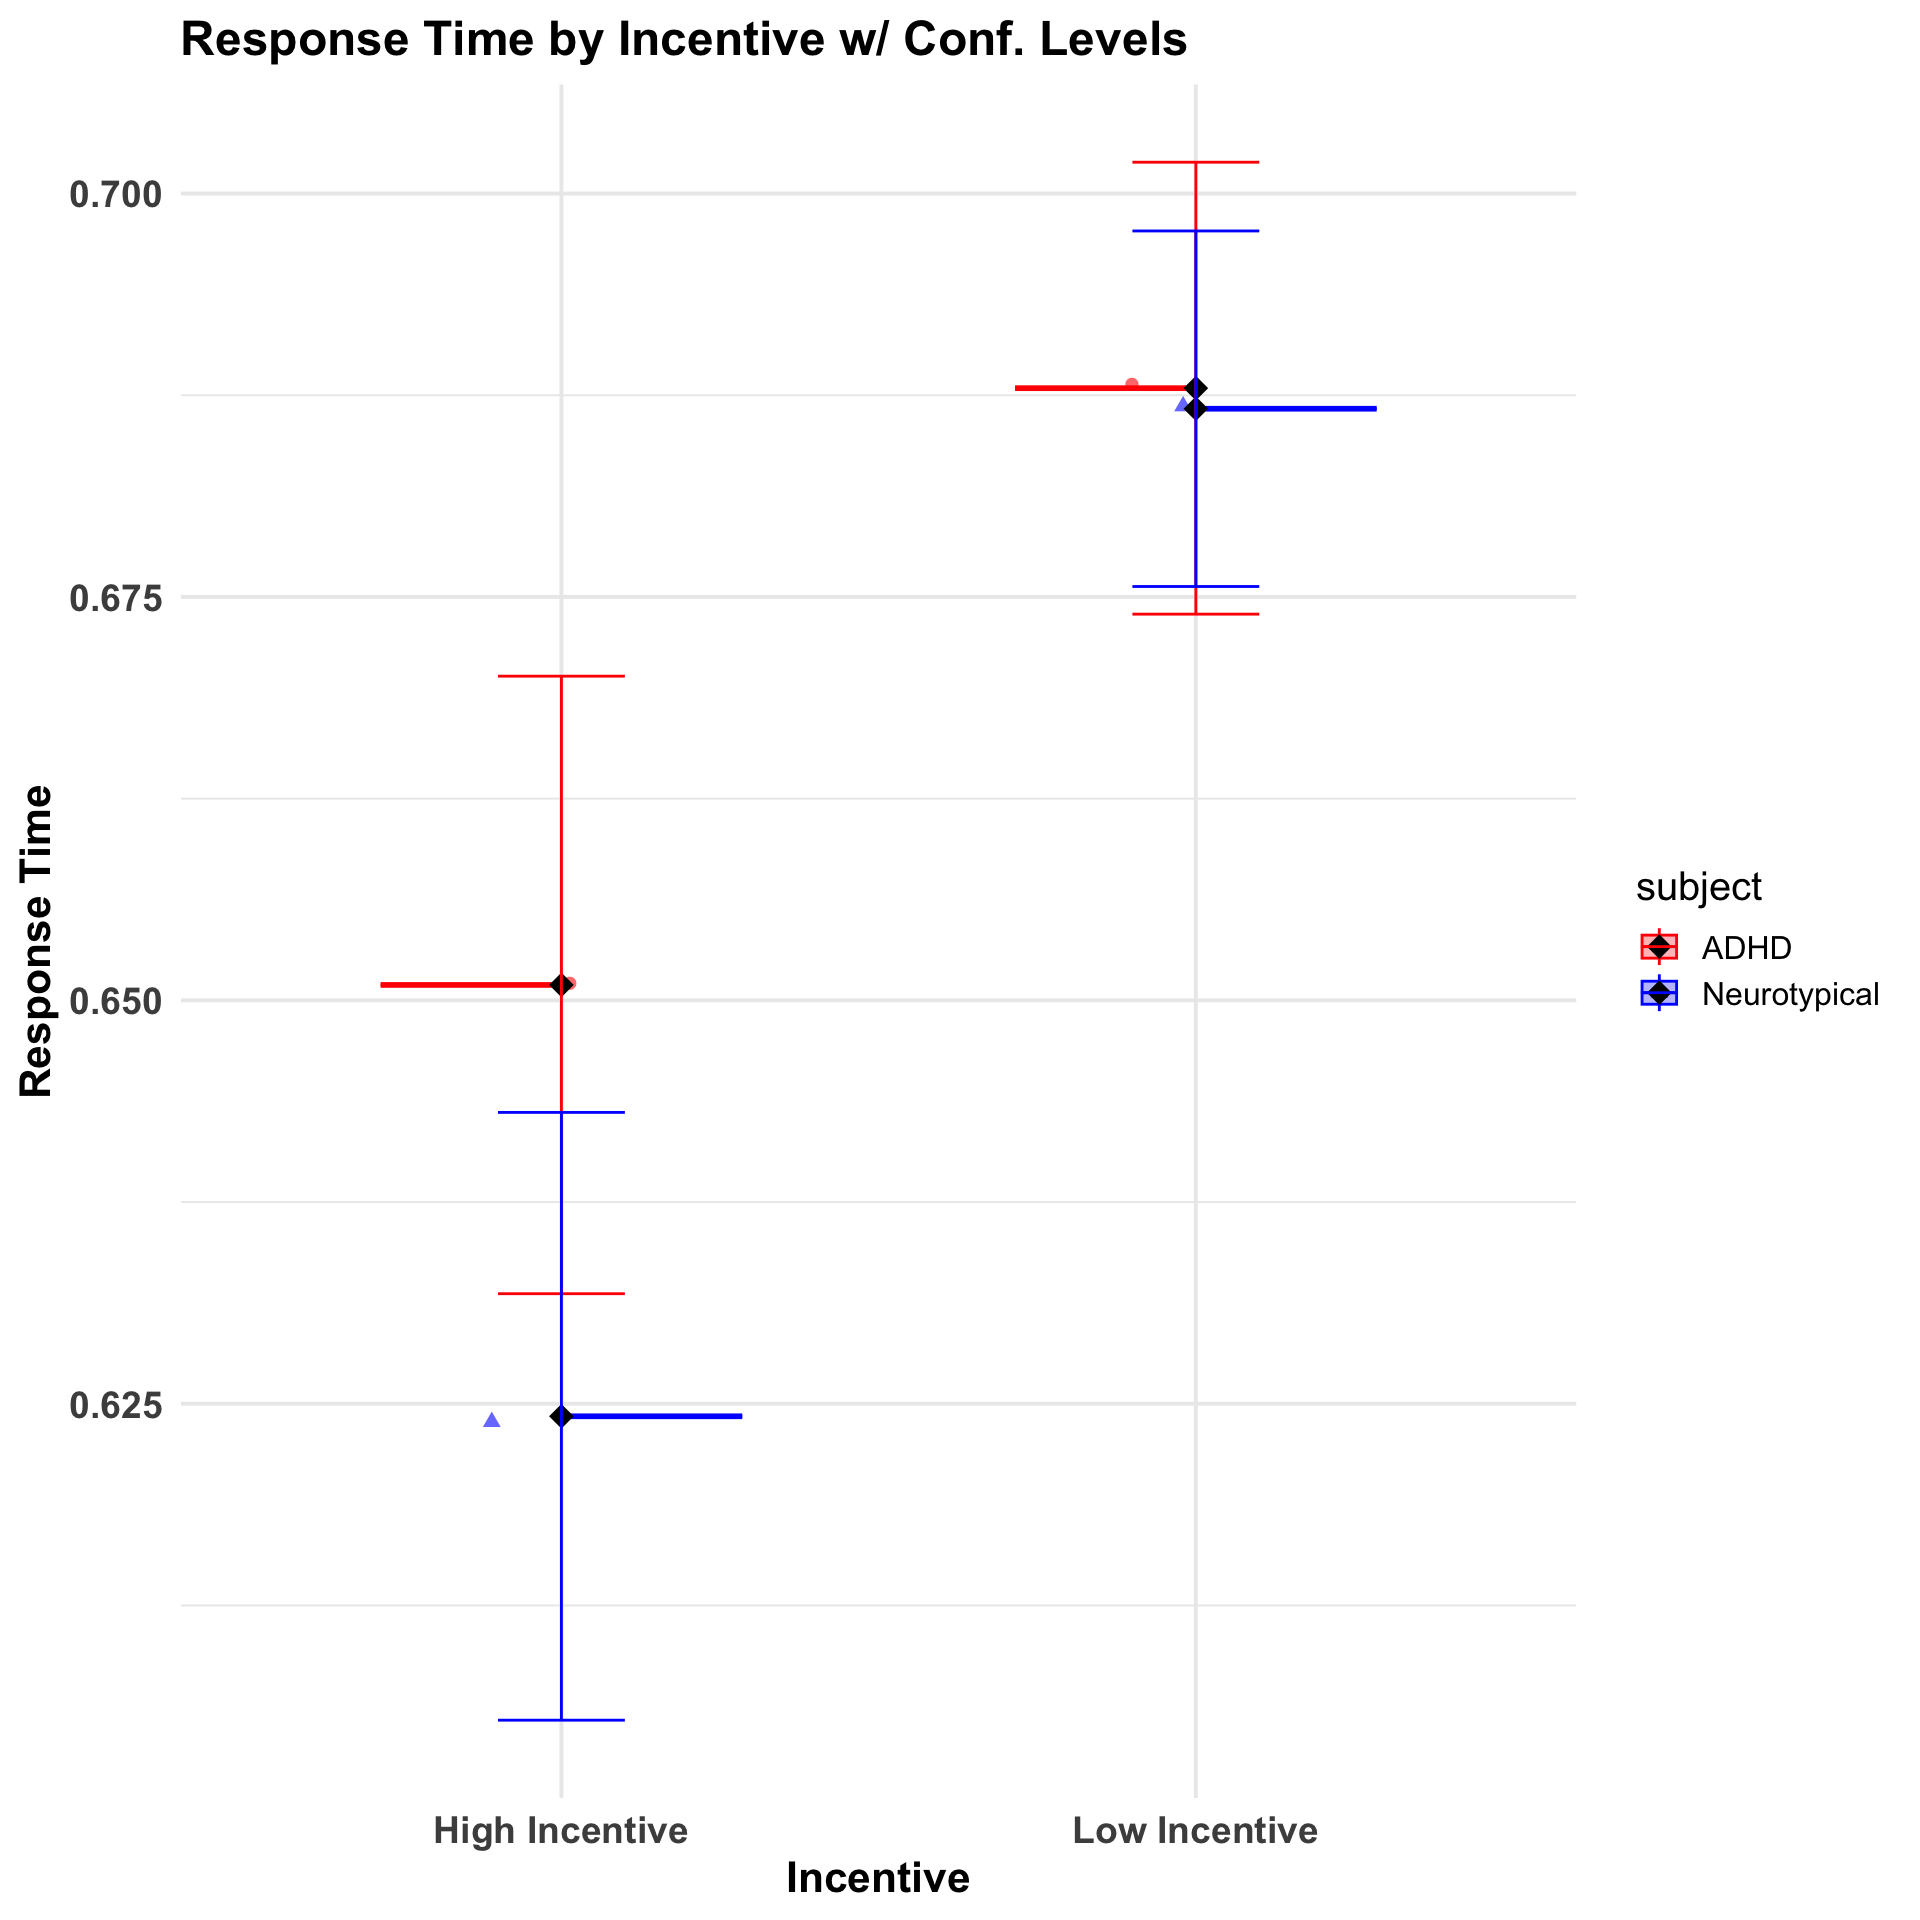 Response Time by Incentive w/ Conf. Levels
0.700
0.675
0.650
0.625
Response Time
High Incentive
Low Incentive
Incentive
subject
ADHD
Neurotypical